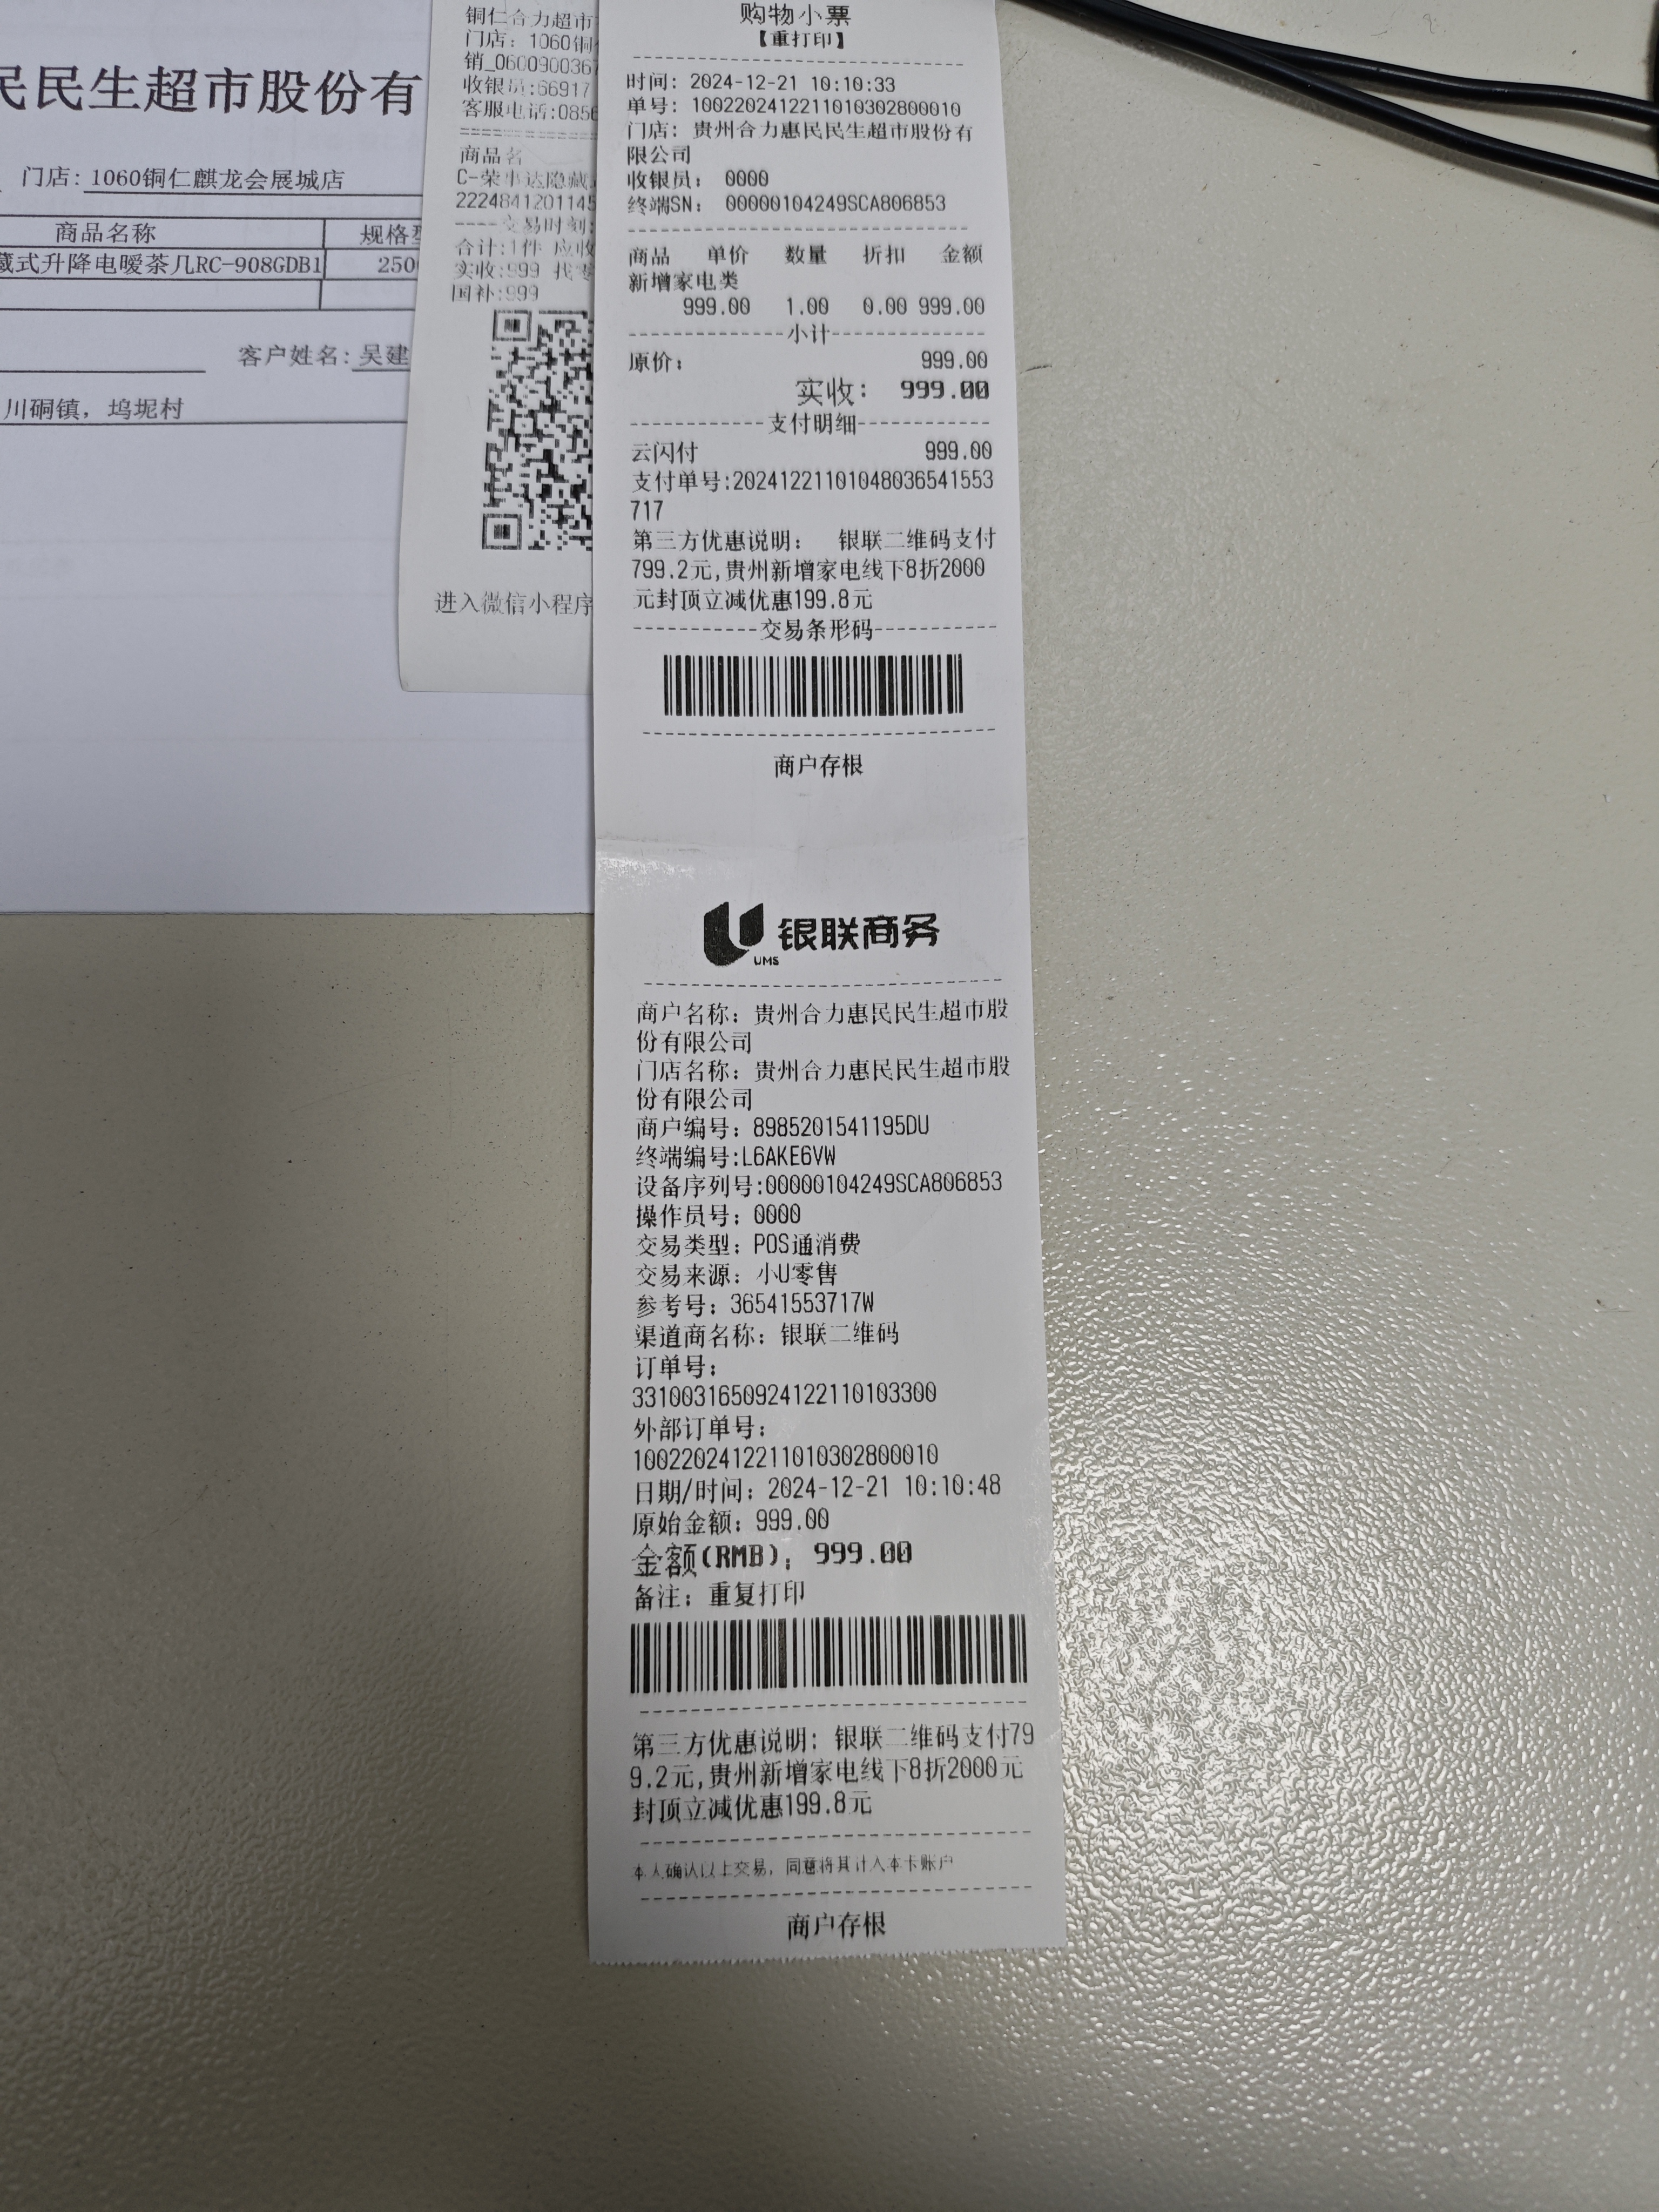 民民生超市股份有
门店: 1060铜仁麒龙会展城店
商品名称 规格
藏式升降电暖茶几RC-908GDB1 250
客户姓名: 吴建
川硐镇, 坞坭村
铜仁合力超市
门店: 1060铜
销_060090036
收银员:66917
客服电话:0856
商品名
C-荣事达隐藏
2224841201145
----交易时刻:
合计:1件 应收
实收:999 找零
国补:999
进入微信小程序
购物小票
【重打印】
时间: 2024-12-21 10:10:33
单号: 10022024122110103028000​10
门店: 贵州合力惠民民生超市股份有
限公司
收银员: 0000
终端SN: 00000104249SCA806853
商品 单价 数量 折扣 金额
新增家电类
999.00 1.00 0.00 999.00
小计
原价: 999.00
实收: 999.00
支付明细
云闪付 999.00
支付单号:20241221101048036541553
717
第三方优惠说明: 银联二维码支付
799.2元,贵州新增家电线下8折2000
元封顶立减优惠199.8元
交易条形码
商户存根
UMS 银联商务
商户名称: 贵州合力惠民民生超市股
份有限公司
门店名称: 贵州合力惠民民生超市股
份有限公司
商户编号: 8985201541195DU
终端编号:L6AKE6VW
设备序列号:00000104249SCA806853
操作员号: 0000
交易类型: POS通消费
交易来源: 小U零售
参考号: 36541553717W
渠道商名称: 银联二维码
订单号:
33100316509241221101​03300
外部订单号:
1002202412211010302800010
日期/时间: 2024-12-21 10:10:48
原始金额: 999.00
金额(RMB): 999.00
备注: 重复打印
第三方优惠说明: 银联二维码支付79
9.2元,贵州新增家电线下8折2000元
封顶立减优惠199.8元
本人确认以上交易, 同意将其计入本卡账户
商户存根